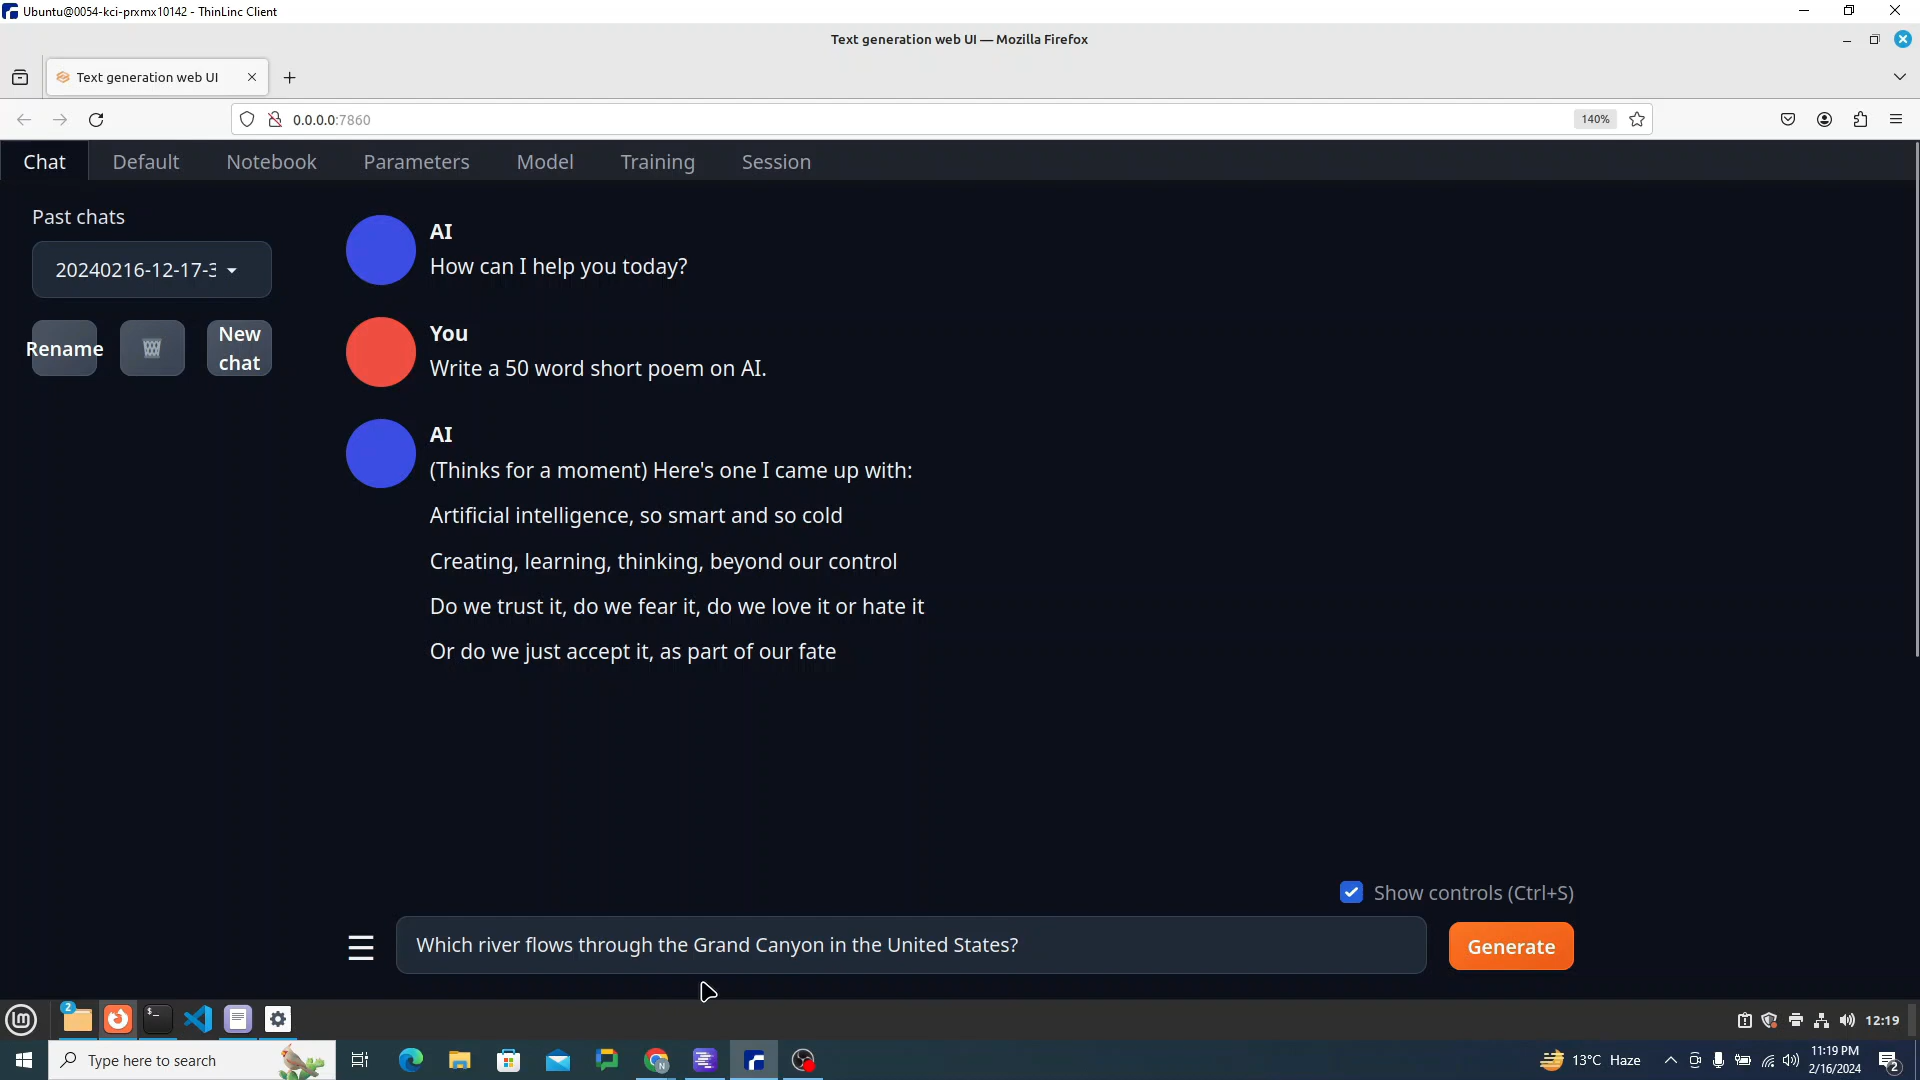 Ubuntu@0054-kci-prxmx10142 - ThinLinc Client
Text generation web UI — Mozilla Firefox
Text generation web UI
0.0.0.0:7860
140%
Chat Default Notebook Parameters Model Training Session
Past chats
20240216-12-17-3
Rename
New chat
AI
How can I help you today?
You
Write a 50 word short poem on AI.
AI
(Thinks for a moment) Here's one I came up with:
Artificial intelligence, so smart and so cold
Creating, learning, thinking, beyond our control
Do we trust it, do we fear it, do we love it or hate it
Or do we just accept it, as part of our fate
Show controls (Ctrl+S)
Which river flows through the Grand Canyon in the United States?
Generate
2
12:19
Type here to search
N
13°C Haze
11:19 PM
2/16/2024
2